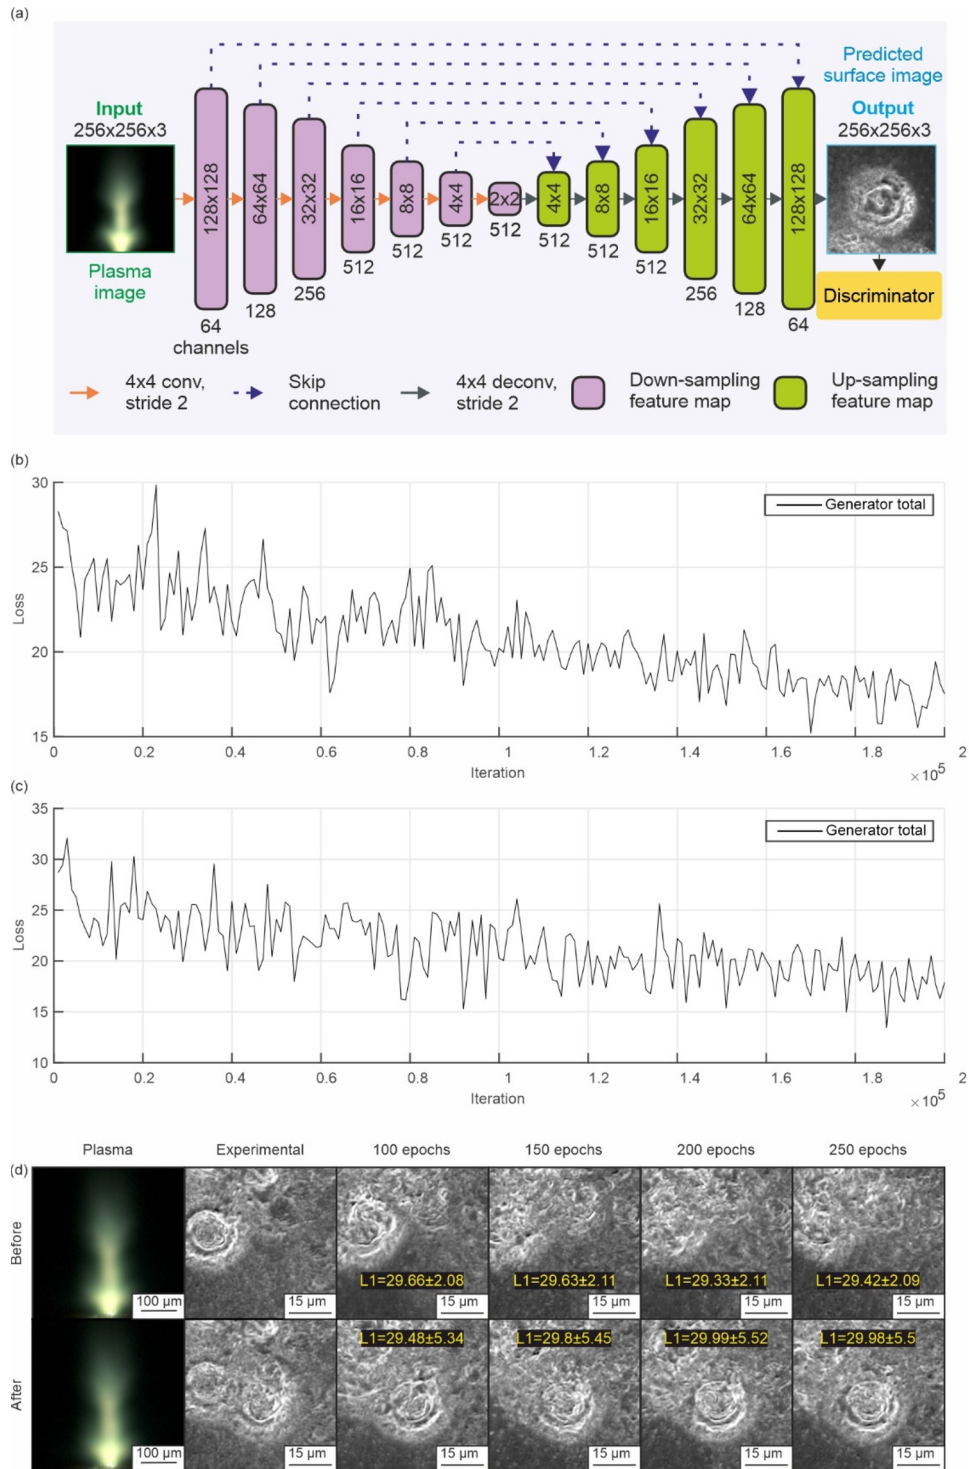 (a)
Predicted
surface image
Input
256x256x3
Output
256x256x3
128x128
64x64
32x32
16x16
8x8
4x4
2x2
4x4
8x8
16x16
32x32
64x64
128x128
Plasma
image
512
512
512
512
512
512
512
256
256
128
128
64
channels
64
Discriminator
4x4 conv,
stride 2
Skip
connection
4x4 deconv,
stride 2
Down-sampling
feature map
Up-sampling
feature map
(b)
30
25
20
15
Loss
Generator total
0 0.2 0.4 0.6 0.8 1 1.2 1.4 1.6 1.8 2
Iteration
×10⁵
(c)
35
30
25
20
15
10
Loss
Generator total
0 0.2 0.4 0.6 0.8 1 1.2 1.4 1.6 1.8 2
Iteration
×10⁵
Plasma Experimental 100 epochs 150 epochs 200 epochs 250 epochs
(d)
Before
L1=29.66±2.08 L1=29.63±2.11 L1=29.33±2.11 L1=29.42±2.09
100 µm 15 µm 15 µm 15 µm 15 µm 15 µm
After
L1=29.48±5.34 L1=29.8±5.45 L1=29.99±5.52 L1=29.98±5.5
100 µm 15 µm 15 µm 15 µm 15 µm 15 µm